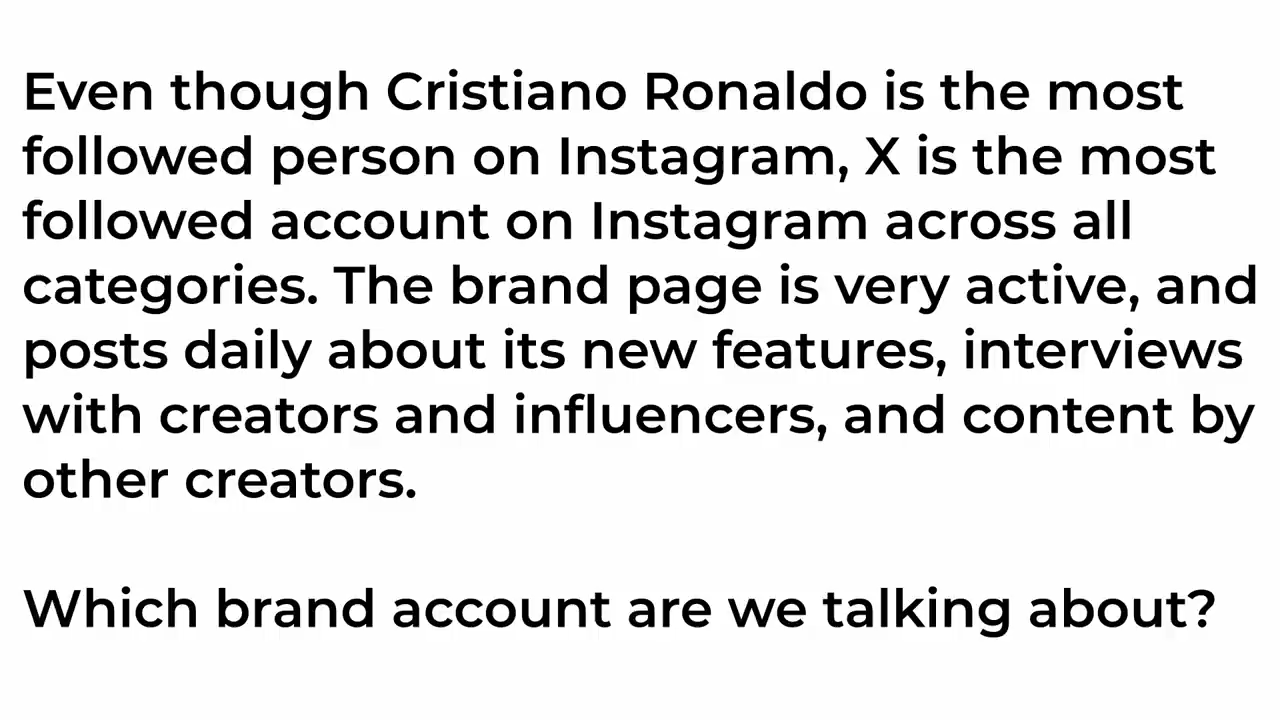 Even though Cristiano Ronaldo is the most
followed person on Instagram, X is the most
followed account on Instagram across all
categories. The brand page is very active, and
posts daily about its new features, interviews
with creators and influencers, and content by
other creators.
Which brand account are we talking about?